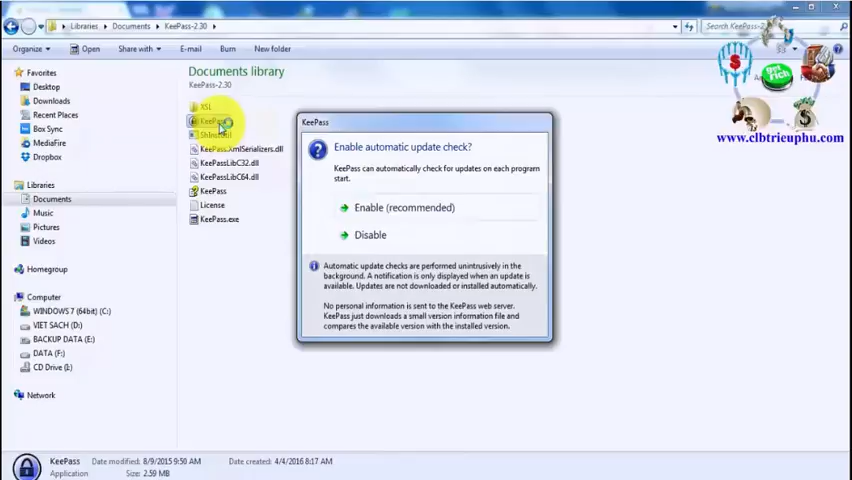 Libraries
Documents
KeePass-2.30
Search KeePass-2...
Organize
Open
Share with
E-mail
Burn
New folder
Favorites
Desktop
Downloads
Recent Places
Box Sync
MediaFire
Dropbox
Libraries
Documents
Music
Pictures
Videos
Homegroup
Computer
WINDOWS 7 (64bit) (C:)
VIET SACH (D:)
BACKUP DATA (E:)
DATA (F:)
CD Drive (I:)
Network
Documents library
KeePass-2.30
XSL
KeePass
ShInstUtil
KeePass.XmlSerializers.dll
KeePassLibC32.dll
KeePassLibC64.dll
KeePass
License
KeePass.exe
KeePass
Enable automatic update check?
KeePass can automatically check for updates on each program
start.
Enable (recommended)
Disable
Automatic update checks are performed unintrusively in the
background. A notification is only displayed when an update is
available. Updates are not downloaded or installed automatically.
No personal information is sent to the KeePass web server.
KeePass just downloads a small version information file and
compares the available version with the installed version.
get
rich
www.clbtrieuphu.com
KeePass
Date modified: 8/9/2015 9:50 AM
Date created: 4/4/2016 8:17 AM
Application
Size: 2.59 MB